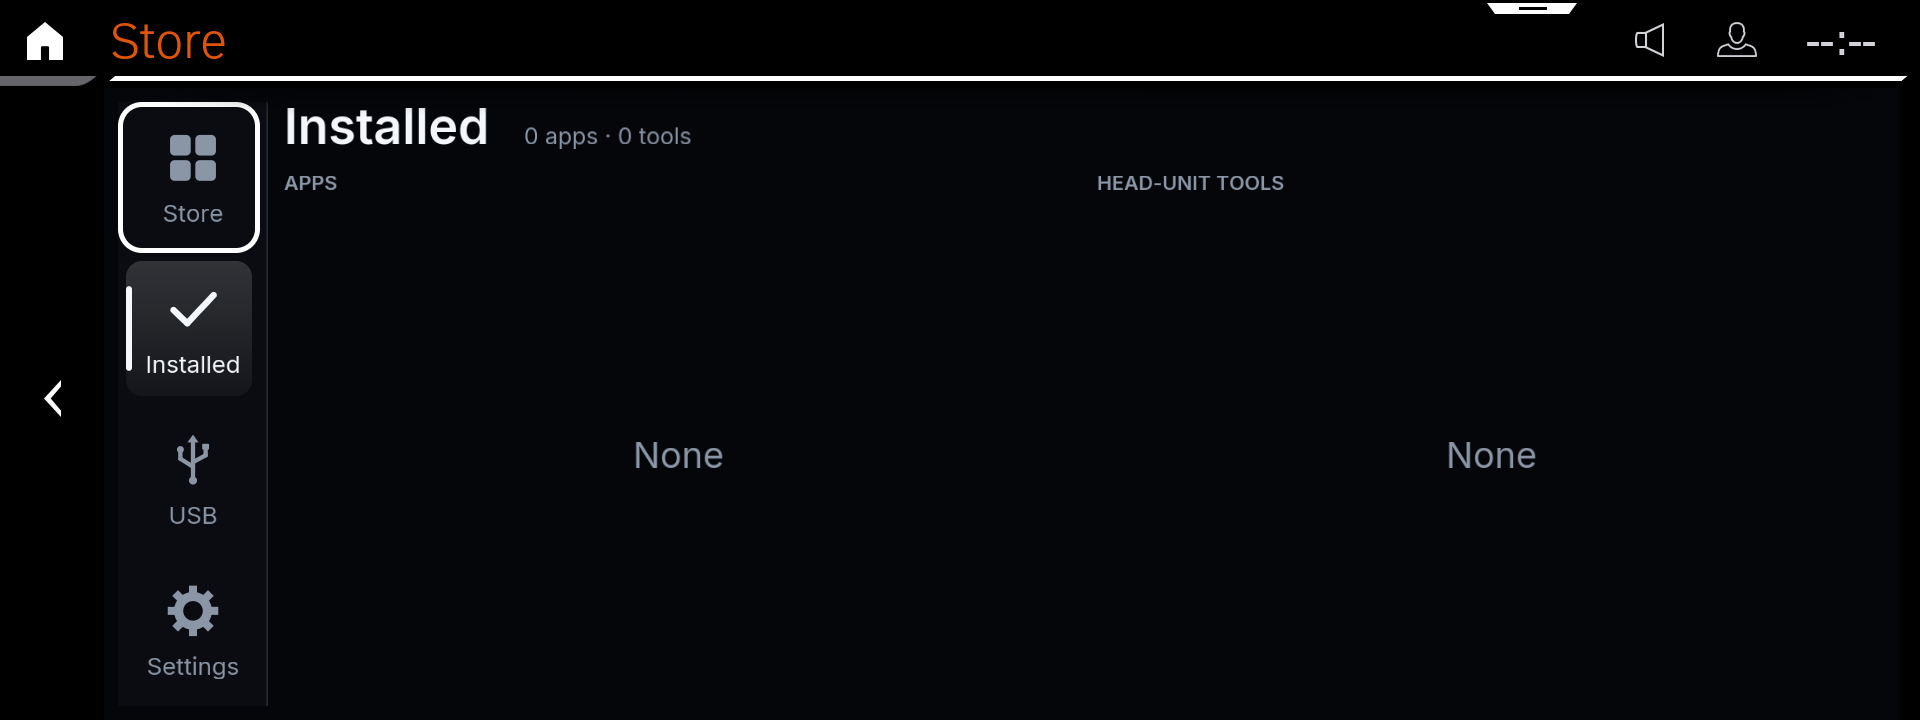 Store
--:--
Store
Installed
USB
Settings
Installed
0 apps · 0 tools
APPS
HEAD-UNIT TOOLS
None
None